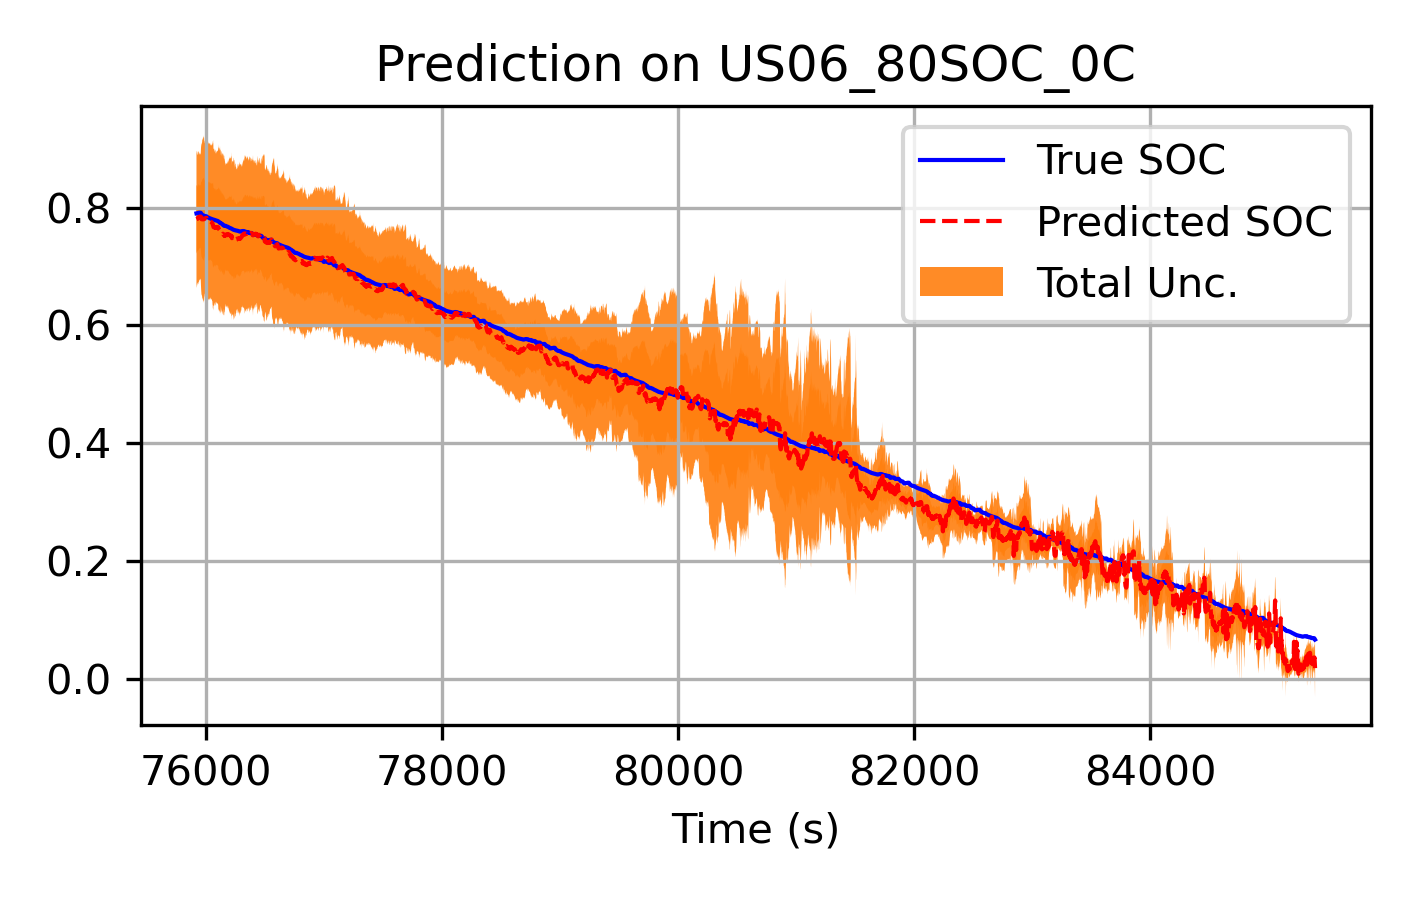 Prediction on US06_80SOC_0C
True SOC
Predicted SOC
Total Unc.
0.8
0.6
0.4
0.2
0.0
76000 78000 80000 82000 84000
Time (s)